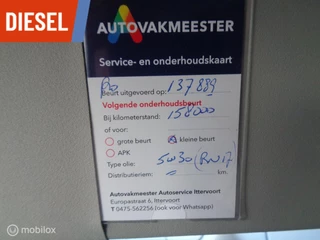 DIESEL
AUTOVAKMEESTER
Service- en onderhoudskaart
Beurt uitgevoerd op: 137.889
Volgende onderhoudsbeurt
Bij kilometerstand: 158000
of voor:
grote beurt kleine beurt
APK
Type olie: 5W30 (RN17
Distributieriem: km.
Autovakmeester Autoservice Ittervoort
Europastraat 6, Ittervoort
T 0475-562256 (ook voor Whatsapp)
mobilox